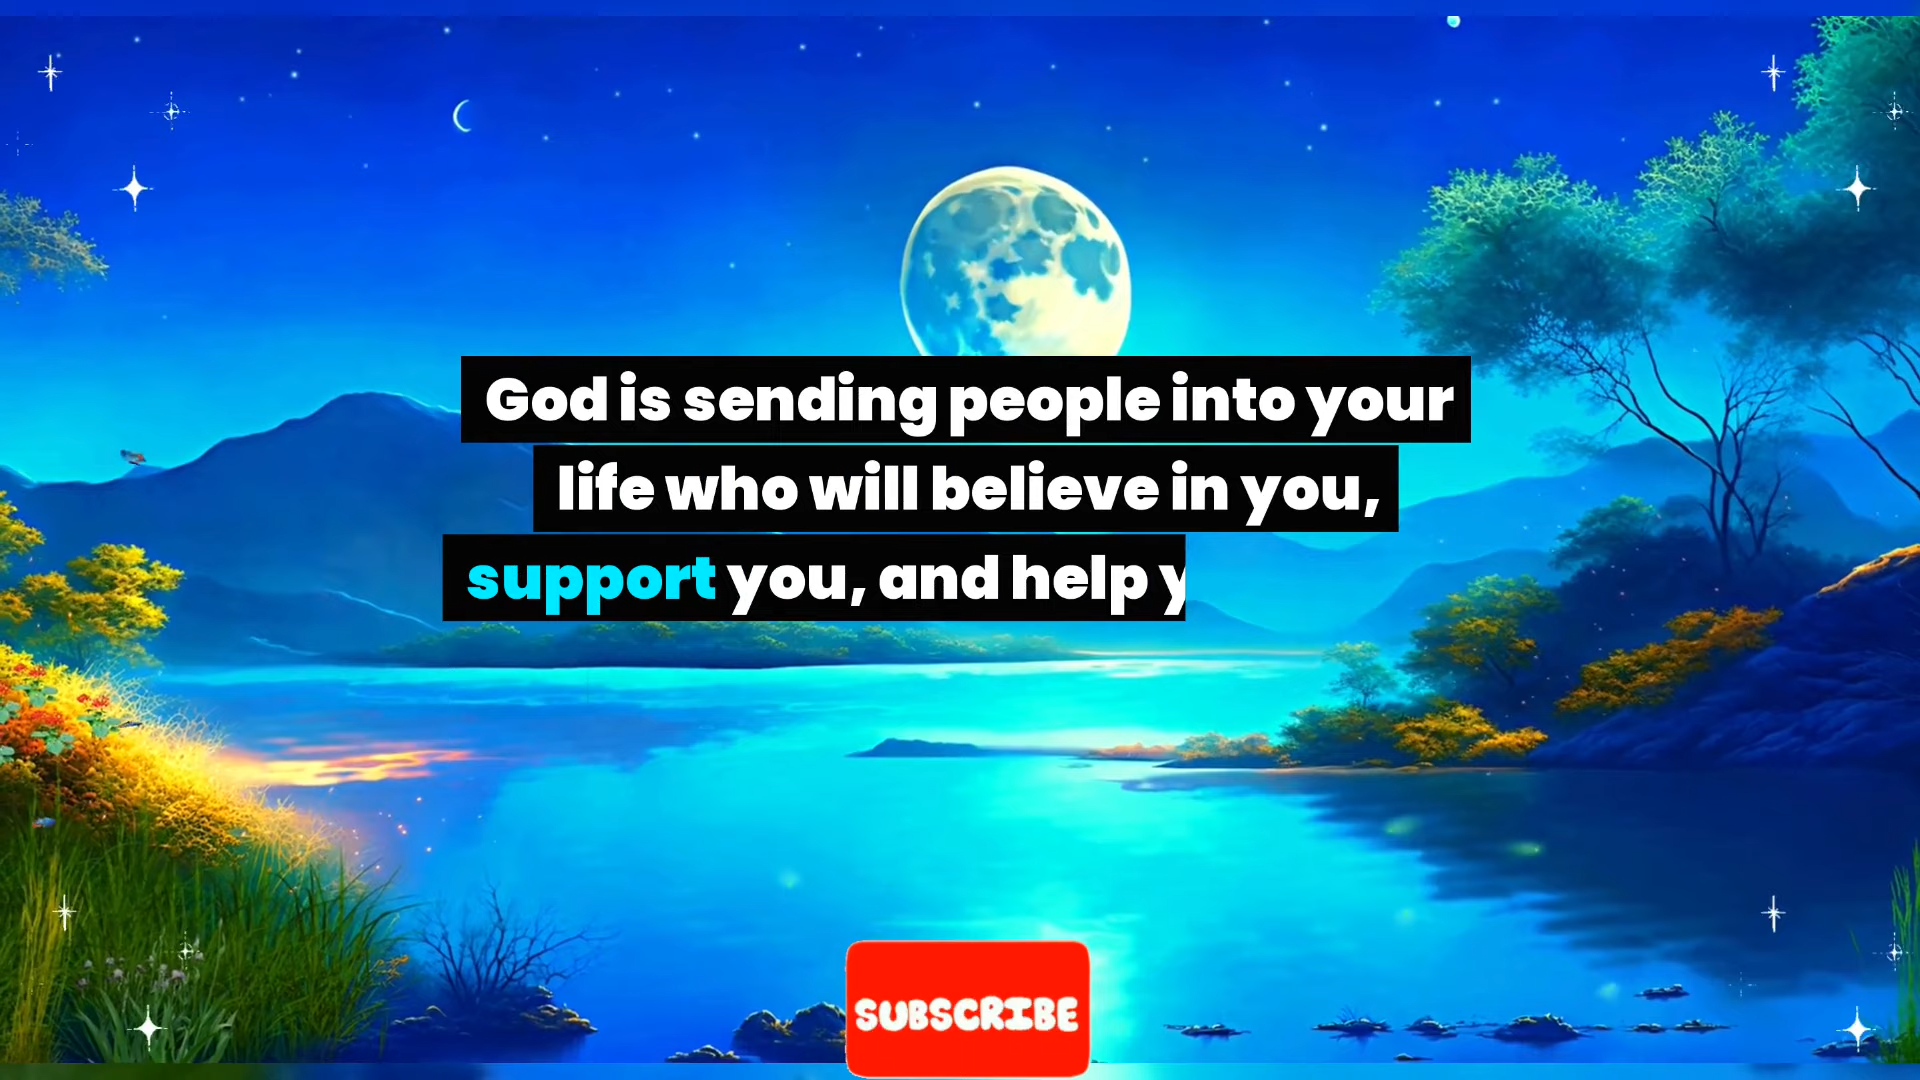 God is sending people into your
life who will believe in you,
support you, and help y
SUBSCRIBE